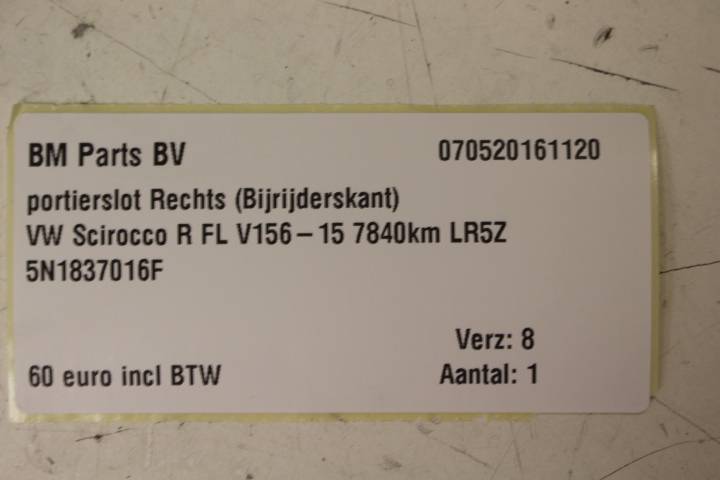 BM Parts BV 070520161120
portierslot Rechts (Bijrijderskant)
VW Scirocco R FL V156-15 7840km LR5Z
5N1837016F
Verz: 8
60 euro incl BTW Aantal: 1